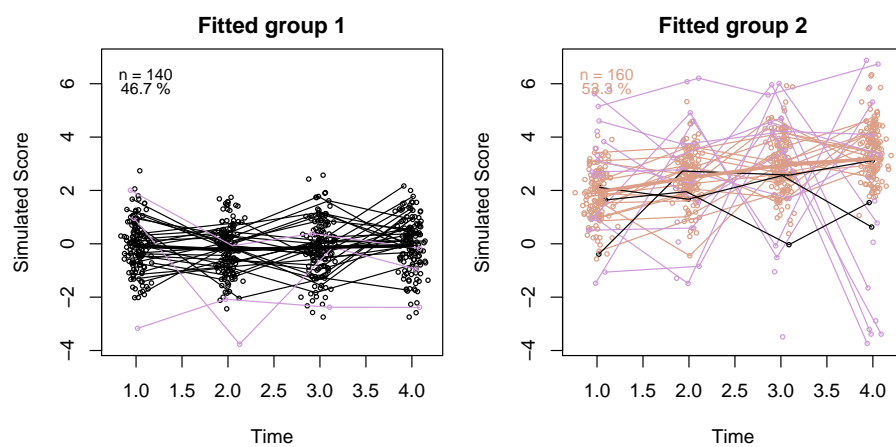 Fitted group 1
n = 140
46.7 %
Simulated Score
6
4
2
0
−2
−4
1.0 1.5 2.0 2.5 3.0 3.5 4.0
Time
Fitted group 2
n = 160
53.3 %
Simulated Score
6
4
2
0
−2
−4
1.0 1.5 2.0 2.5 3.0 3.5 4.0
Time